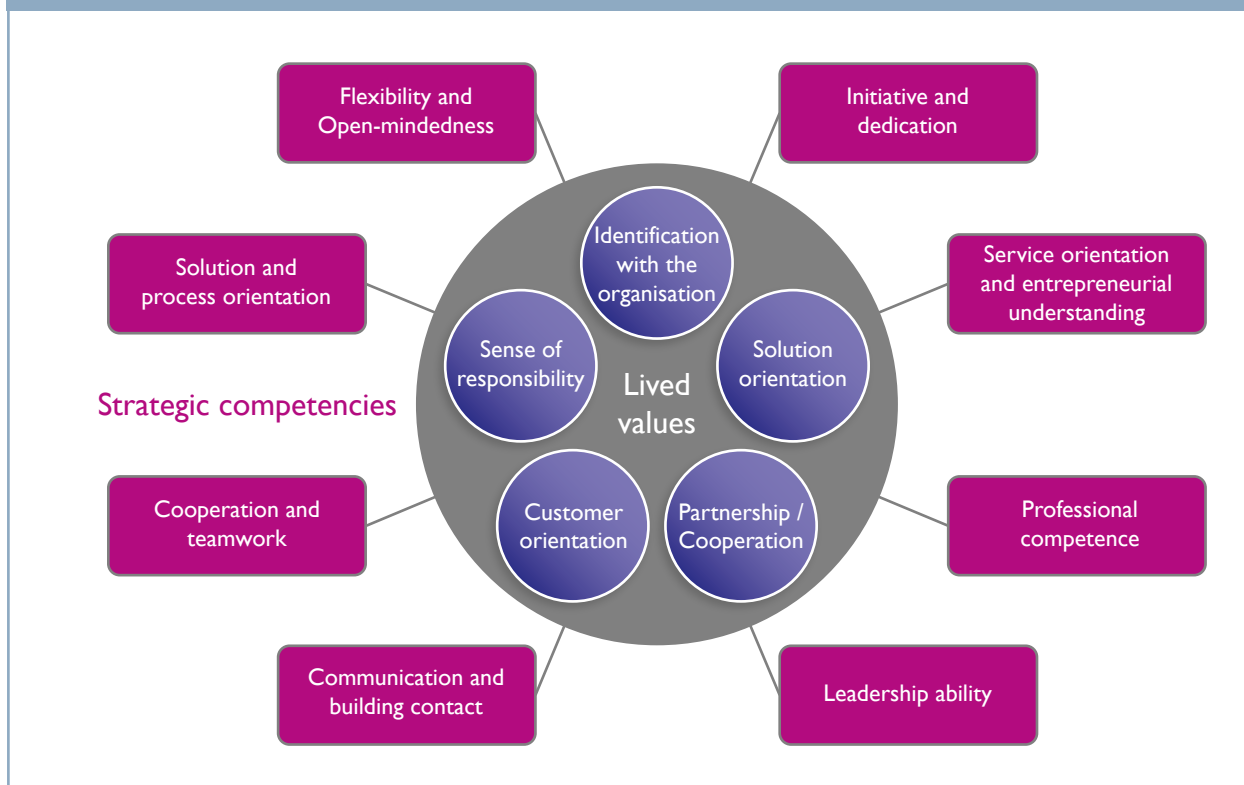 Flexibility and
Open-mindedness
Initiative and
dedication
Solution and
process orientation
Identification
with the
organisation
Service orientation
and entrepreneurial
understanding
Sense of
responsibility
Solution
orientation
Lived
values
Strategic competencies
Cooperation and
teamwork
Customer
orientation
Partnership /
Cooperation
Professional
competence
Communication and
building contact
Leadership ability